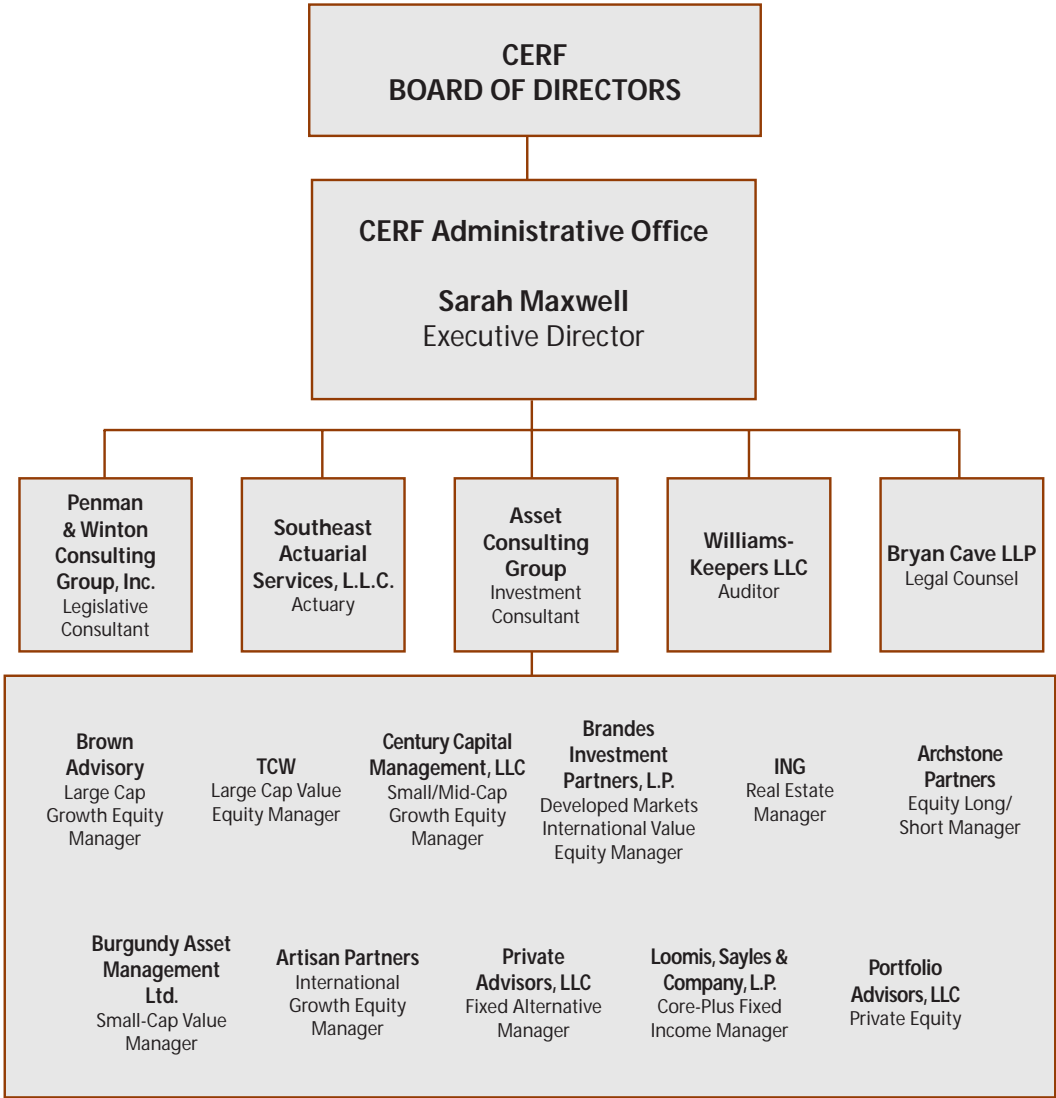 CERF
BOARD OF DIRECTORS
CERF Administrative Office
Sarah Maxwell
Executive Director
Penman
& Winton
Consulting
Group, Inc.
Legislative
Consultant
Southeast
Actuarial
Services, L.L.C.
Actuary
Asset
Consulting
Group
Investment
Consultant
Williams-
Keepers LLC
Auditor
Bryan Cave LLP
Legal Counsel
Brown
Advisory
Large Cap
Growth Equity
Manager
TCW
Large Cap Value
Equity Manager
Century Capital
Management, LLC
Small/Mid-Cap
Growth Equity
Manager
Brandes
Investment
Partners, L.P.
Developed Markets
International Value
Equity Manager
ING
Real Estate
Manager
Archstone
Partners
Equity Long/
Short Manager
Burgundy Asset
Management
Ltd.
Small-Cap Value
Manager
Artisan Partners
International
Growth Equity
Manager
Private
Advisors, LLC
Fixed Alternative
Manager
Loomis, Sayles &
Company, L.P.
Core-Plus Fixed
Income Manager
Portfolio
Advisors, LLC
Private Equity